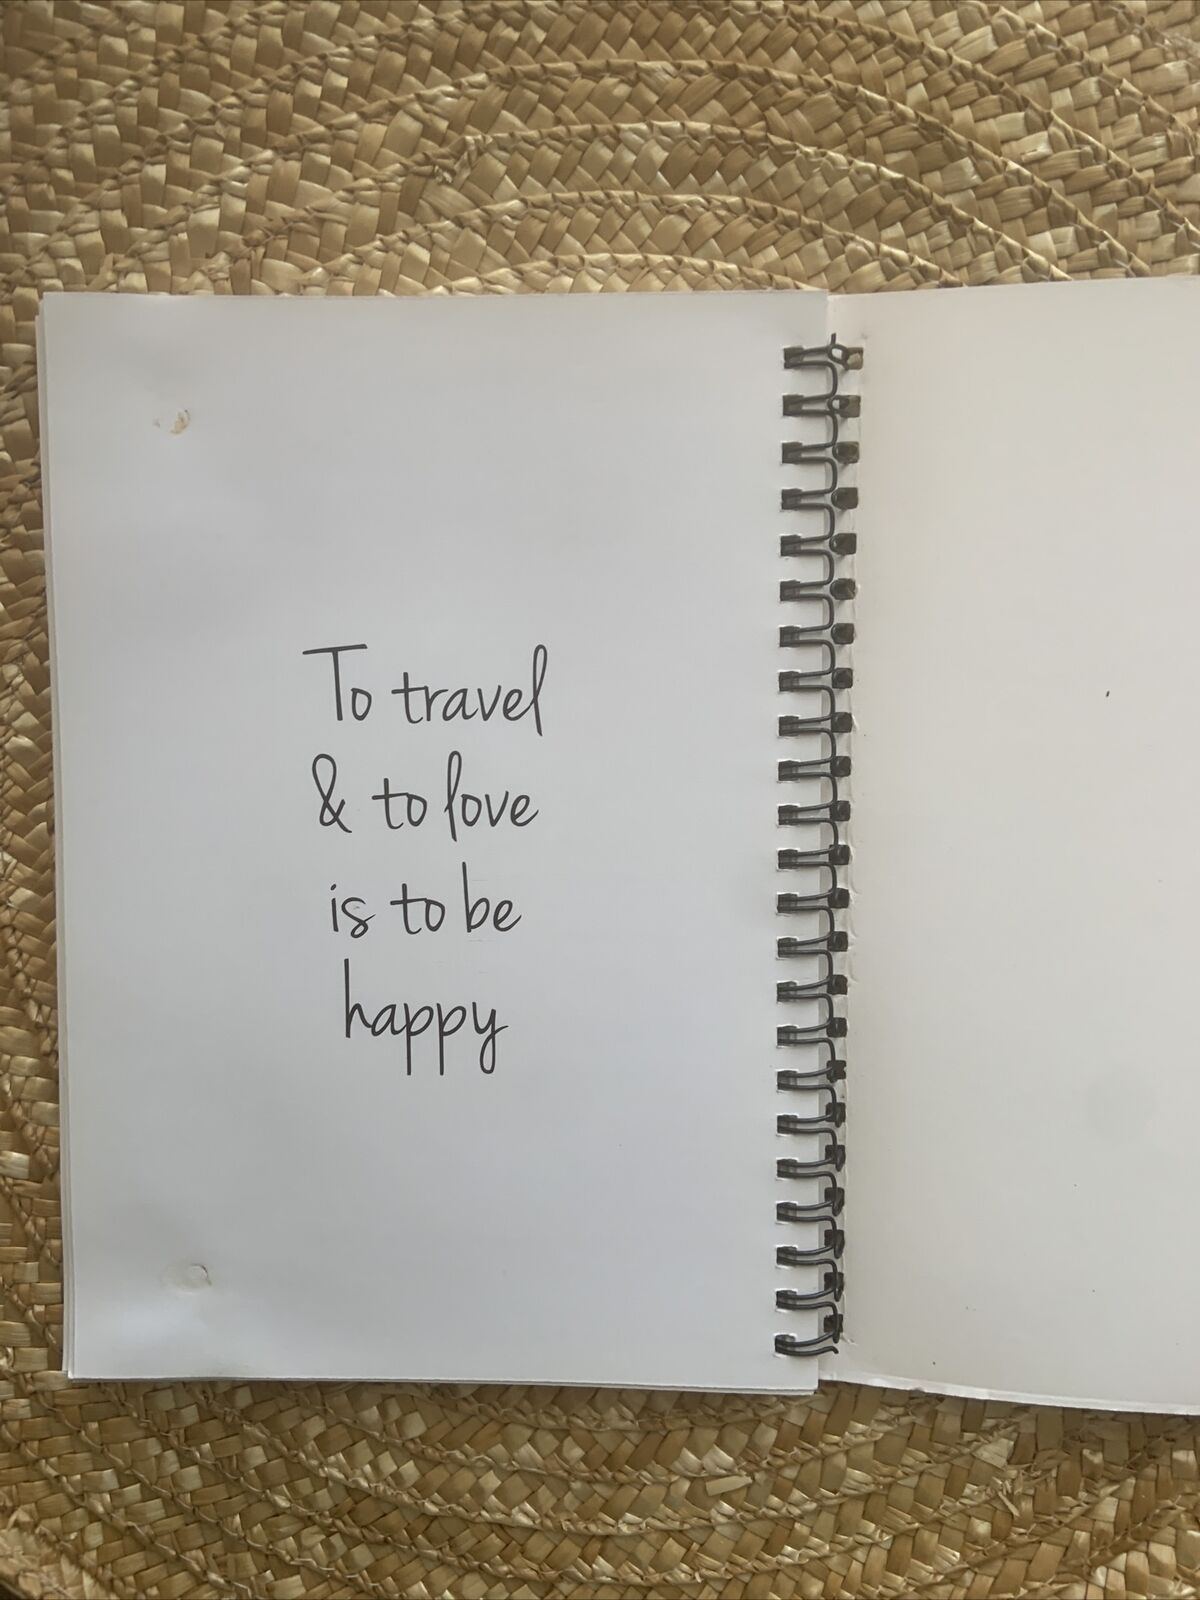 To travel
& to love
is to be
happy